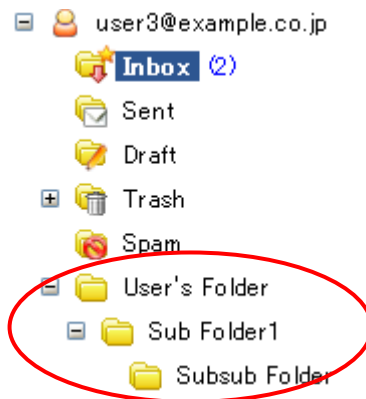 user3@example.co.jp
Inbox (2)
Sent
Draft
Trash
Spam
User's Folder
Sub Folder1
Subsub Folder